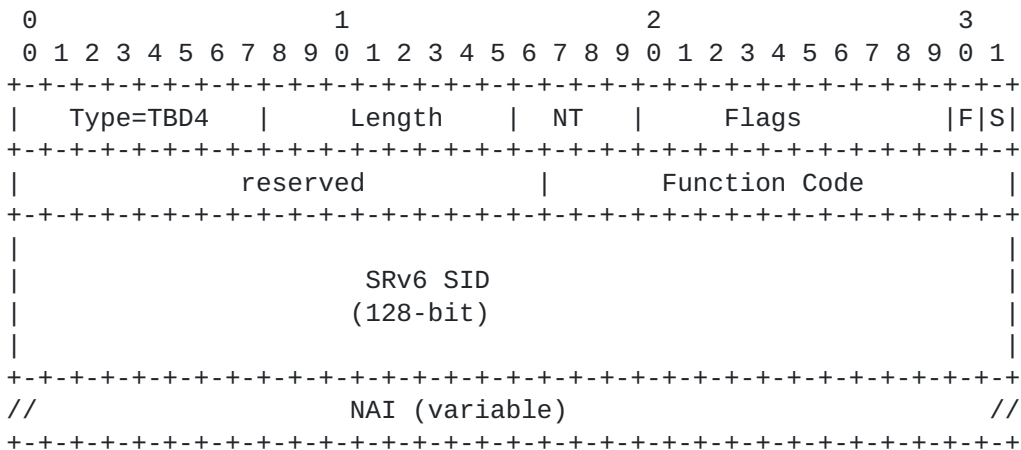 0                   1                   2                   3
 0 1 2 3 4 5 6 7 8 9 0 1 2 3 4 5 6 7 8 9 0 1 2 3 4 5 6 7 8 9 0 1
+-+-+-+-+-+-+-+-+-+-+-+-+-+-+-+-+-+-+-+-+-+-+-+-+-+-+-+-+-+-+-+-+
|   Type=TBD4   |     Length    |  NT   |     Flags         |F|S|
+-+-+-+-+-+-+-+-+-+-+-+-+-+-+-+-+-+-+-+-+-+-+-+-+-+-+-+-+-+-+-+-+
|              reserved           |       Function Code         |
+-+-+-+-+-+-+-+-+-+-+-+-+-+-+-+-+-+-+-+-+-+-+-+-+-+-+-+-+-+-+-+-+
|                                                               |
|                      SRv6 SID                                 |
|                     (128-bit)                                 |
|                                                               |
+-+-+-+-+-+-+-+-+-+-+-+-+-+-+-+-+-+-+-+-+-+-+-+-+-+-+-+-+-+-+-+-+
//                    NAI (variable)                           //
+-+-+-+-+-+-+-+-+-+-+-+-+-+-+-+-+-+-+-+-+-+-+-+-+-+-+-+-+-+-+-+-+